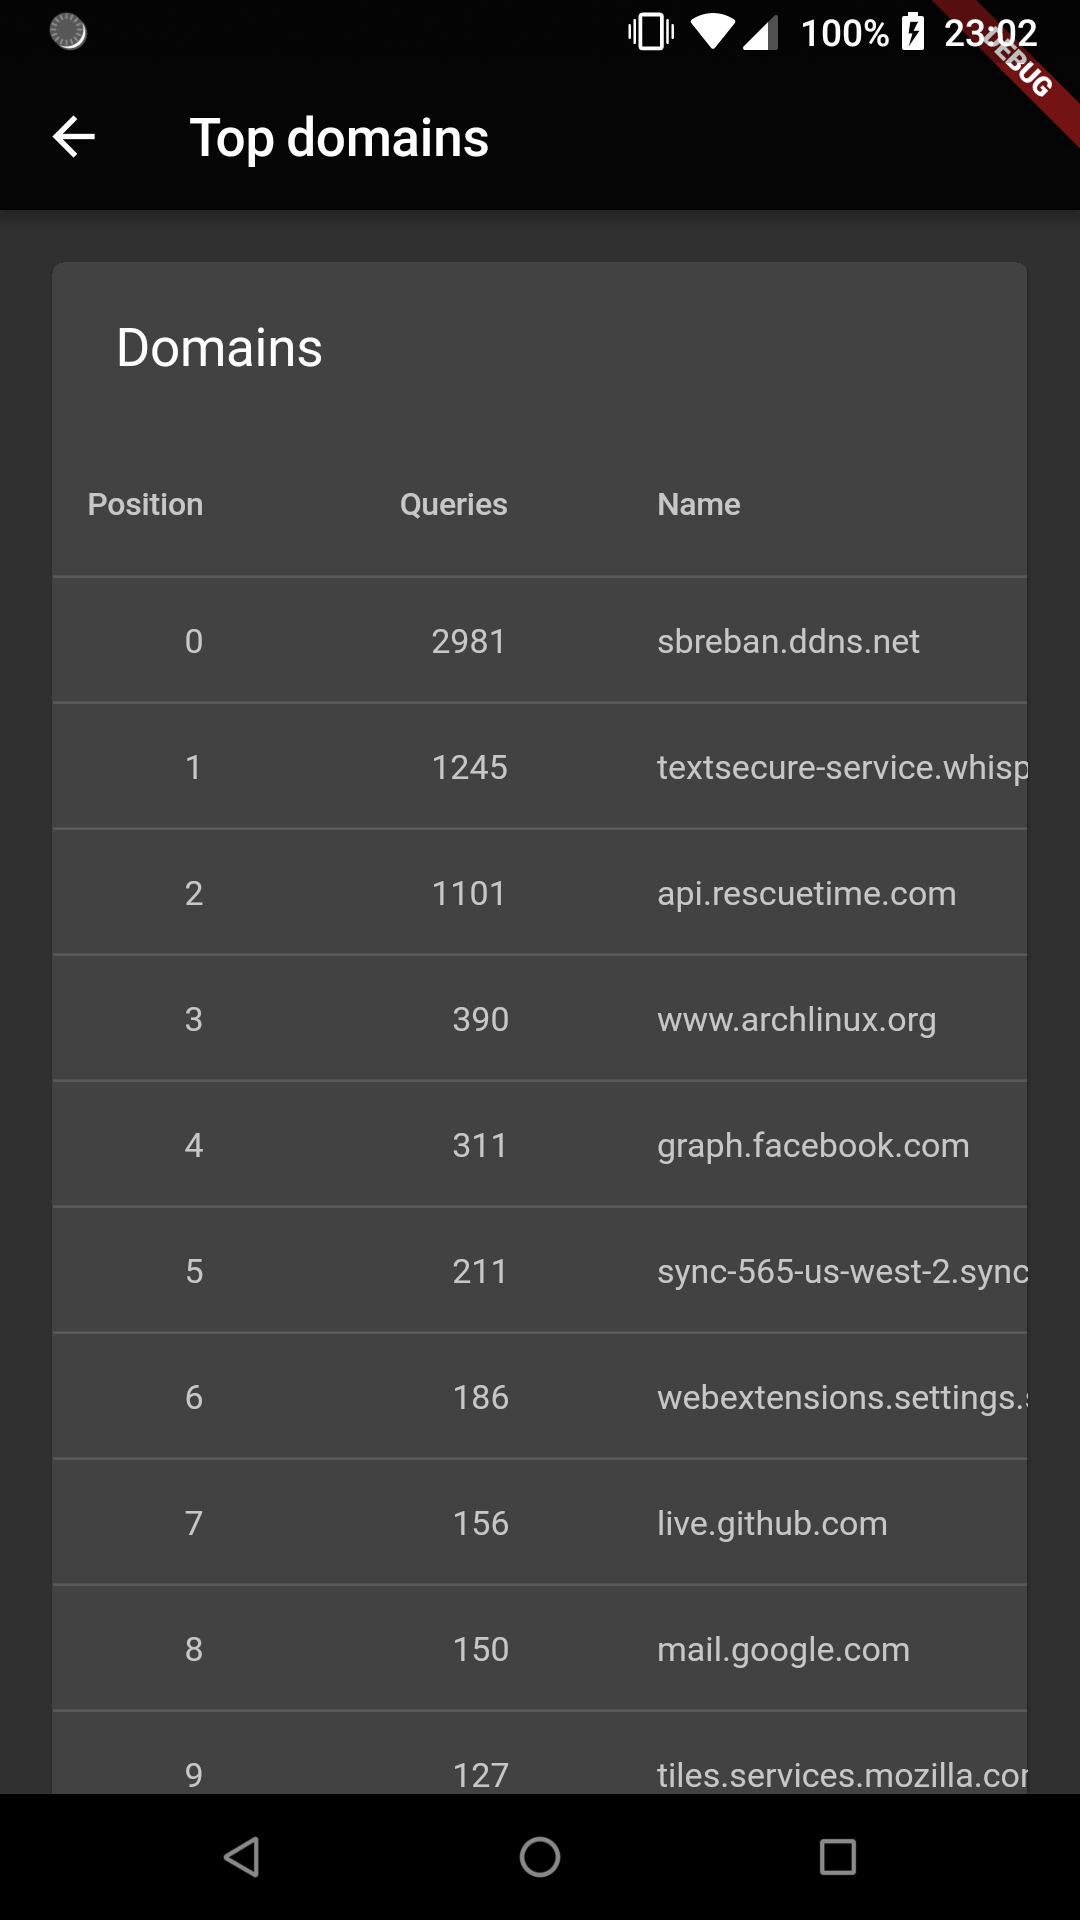 100% 23:02
DEBUG
Top domains
Domains
Position Queries Name
0 2981 sbreban.ddns.net
1 1245 textsecure-service.whisp
2 1101 api.rescuetime.com
3 390 www.archlinux.org
4 311 graph.facebook.com
5 211 sync-565-us-west-2.sync
6 186 webextensions.settings.s
7 156 live.github.com
8 150 mail.google.com
9 127 tiles.services.mozilla.com